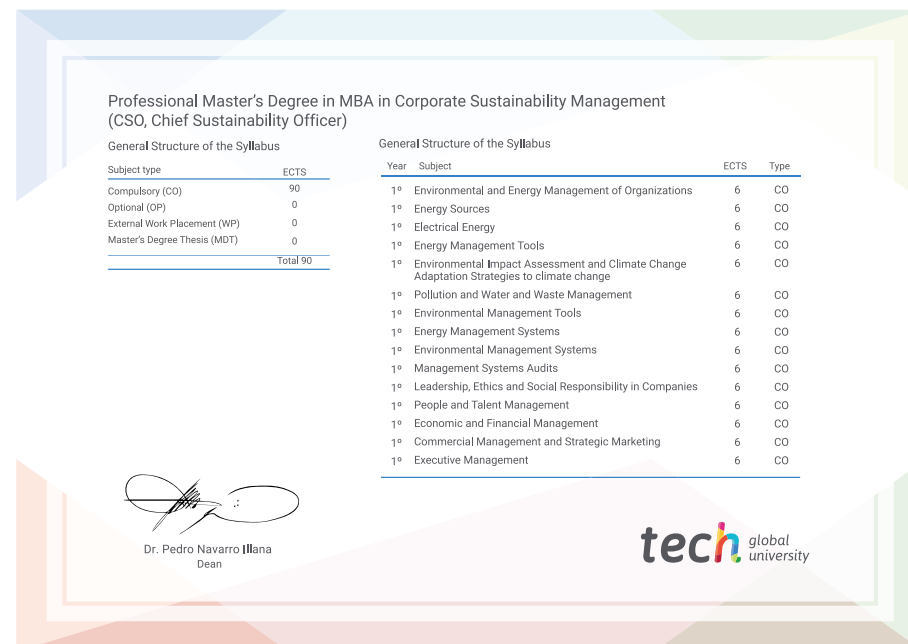 Professional Master's Degree in MBA in Corporate Sustainability Management
(CSO, Chief Sustainability Officer)
General Structure of the Syllabus
Subject type ECTS
Compulsory (CO) 90
Optional (OP) 0
External Work Placement (WP) 0
Master's Degree Thesis (MDT) 0
Total 90
General Structure of the Syllabus
Year Subject ECTS Type
1º Environmental and Energy Management of Organizations 6 CO
1º Energy Sources 6 CO
1º Electrical Energy 6 CO
1º Energy Management Tools 6 CO
1º Environmental Impact Assessment and Climate Change 6 CO
Adaptation Strategies to climate change
1º Pollution and Water and Waste Management 6 CO
1º Environmental Management Tools 6 CO
1º Energy Management Systems 6 CO
1º Environmental Management Systems 6 CO
1º Management Systems Audits 6 CO
1º Leadership, Ethics and Social Responsibility in Companies 6 CO
1º People and Talent Management 6 CO
1º Economic and Financial Management 6 CO
1º Commercial Management and Strategic Marketing 6 CO
1º Executive Management 6 CO
Dr. Pedro Navarro Illana
Dean
tech global
university